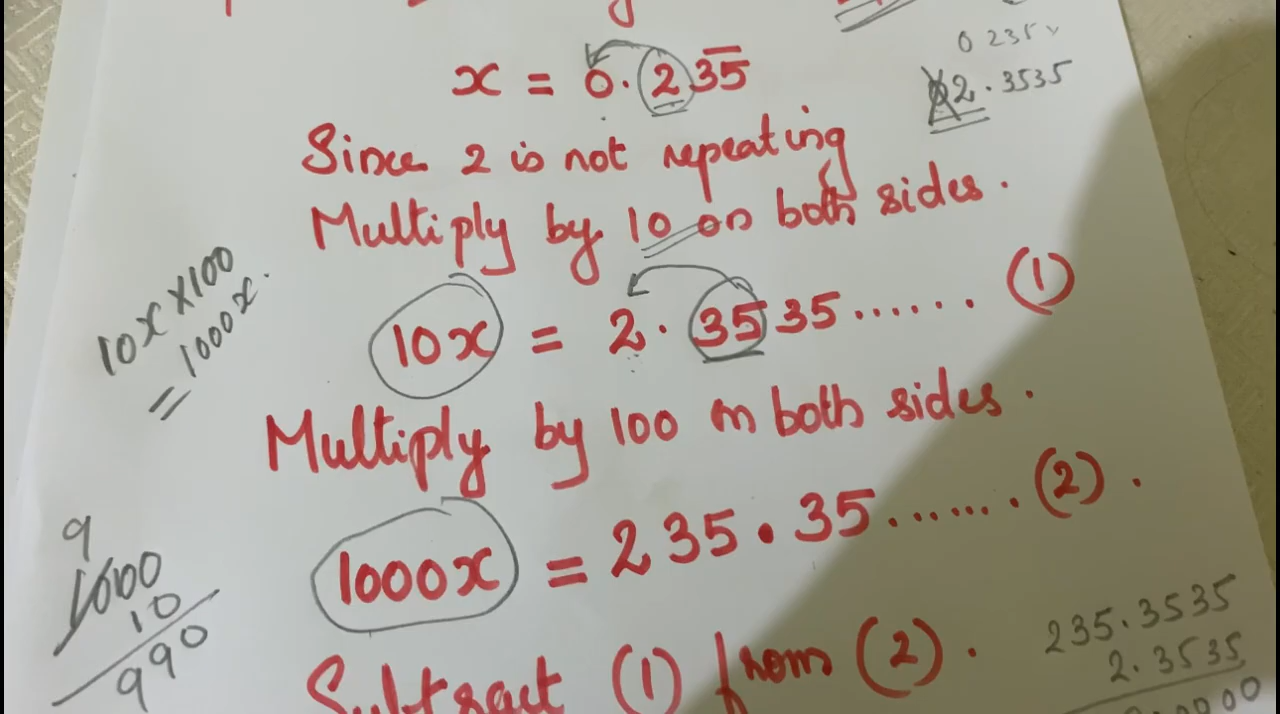 0 235
x = 0.235̅
2.3535
Since 2 is not repeating
Multiply by 10 on both sides.
10x × 100
= 1000x.
10x = 2.3535...... (1)
Multiply by 100 on both sides.
1000x = 235.35....... (2).
9
1000
10
990
235.3535
2.3535
Subtract (1) from (2).